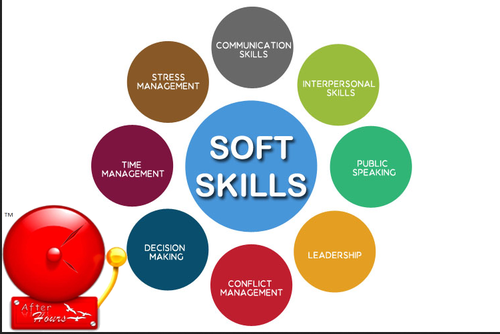 SOFT
SKILLS
COMMUNICATION
SKILLS
INTERPERSONAL
SKILLS
PUBLIC
SPEAKING
LEADERSHIP
CONFLICT
MANAGEMENT
DECISION
MAKING
TIME
MANAGEMENT
STRESS
MANAGEMENT
TM
After
Hours